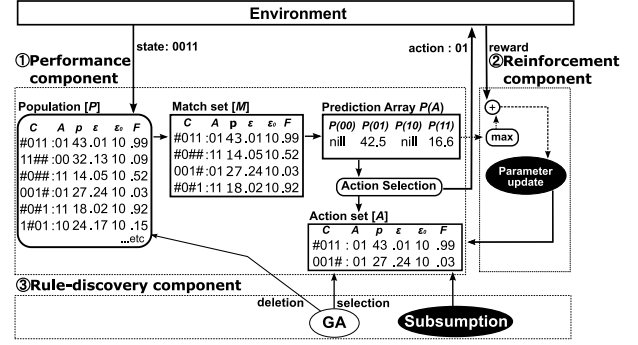 Environment
state: 0011
action : 01
reward
①Performance component
②Reinforcement component
Population [P]
C A p ε ε₀ F
#011 :01 43 .01 10 .99
11## :00 32 .13 10 .09
#0## :11 14 .05 10 .52
001# :01 27 .24 10 .03
#0#1 :11 18 .02 10 .92
1#01 :10 24 .17 10 .15
...etc
Match set [M]
C A p ε ε₀ F
#011 :01 43 .01 10 .99
#0## :11 14 .05 10 .52
001# :01 27 .24 10 .03
#0#1 :11 18 .02 10 .92
Prediction Array P(A)
P(00) P(01) P(10) P(11)
nill 42.5 nill 16.6
+
max
Action Selection
Parameter update
Action set [A]
C A p ε ε₀ F
#011 : 01 43 .01 10 .99
001# : 01 27 .24 10 .03
③Rule-discovery component
deletion
selection
GA
Subsumption